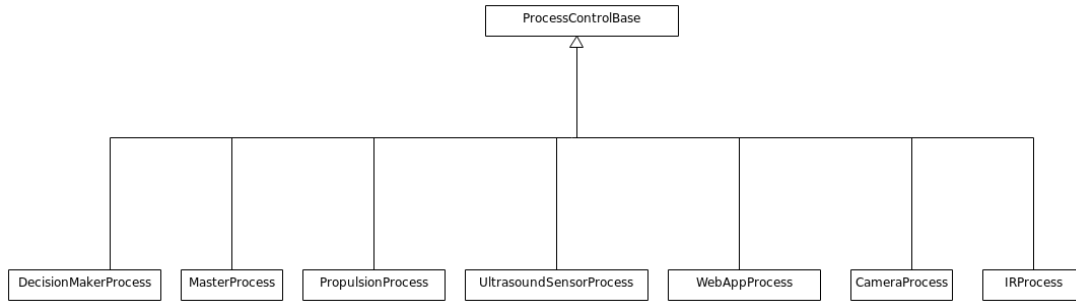 ProcessControlBase
DecisionMakerProcess
MasterProcess
PropulsionProcess
UltrasoundSensorProcess
WebAppProcess
CameraProcess
IRProcess